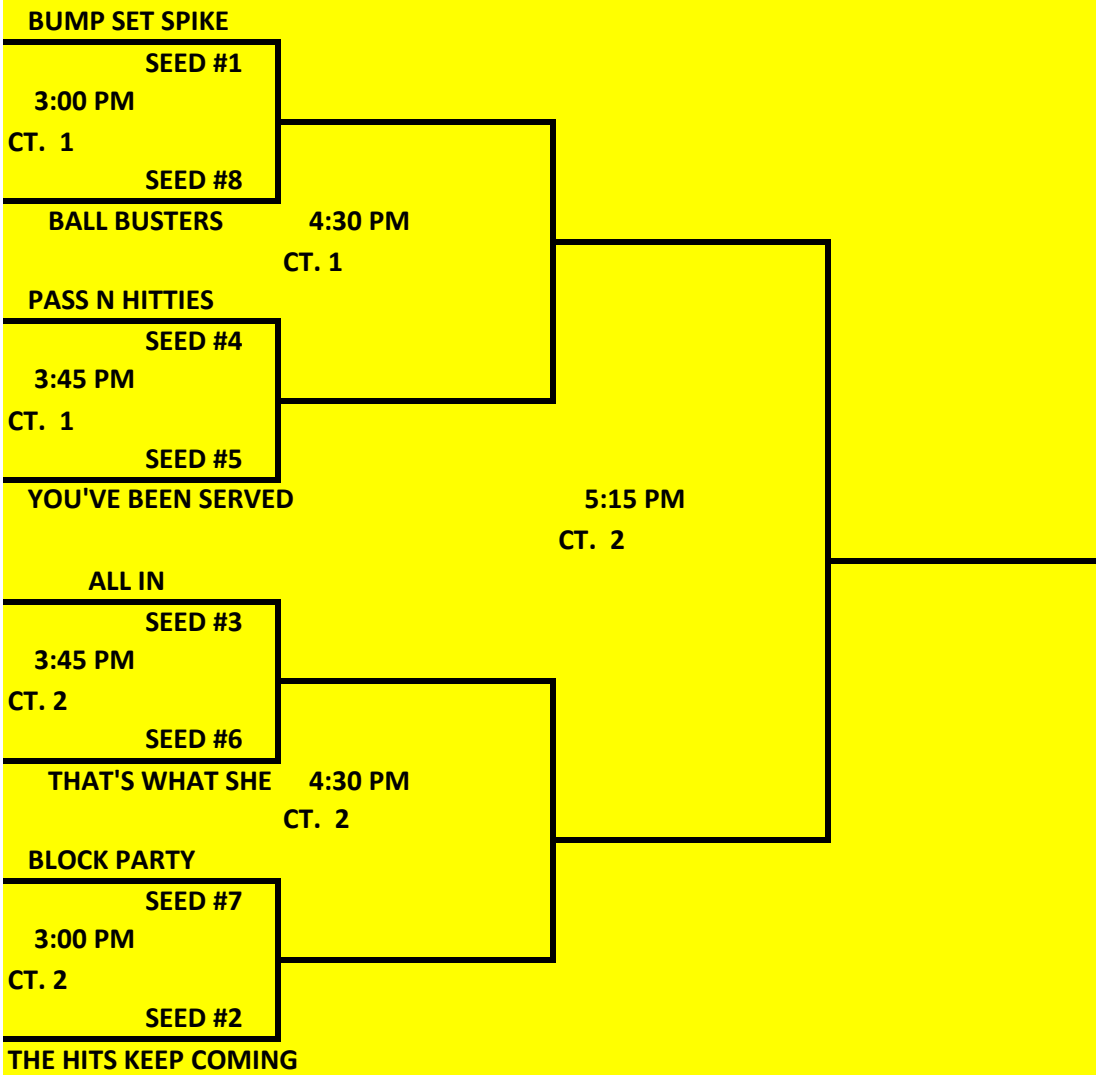 BUMP SET SPIKE
SEED #1
3:00 PM
CT. 1
SEED #8
BALL BUSTERS 4:30 PM
CT. 1
PASS N HITTIES
SEED #4
3:45 PM
CT. 1
SEED #5
YOU'VE BEEN SERVED 5:15 PM
CT. 2
ALL IN
SEED #3
3:45 PM
CT. 2
SEED #6
THAT'S WHAT SHE 4:30 PM
CT. 2
BLOCK PARTY
SEED #7
3:00 PM
CT. 2
SEED #2
THE HITS KEEP COMING